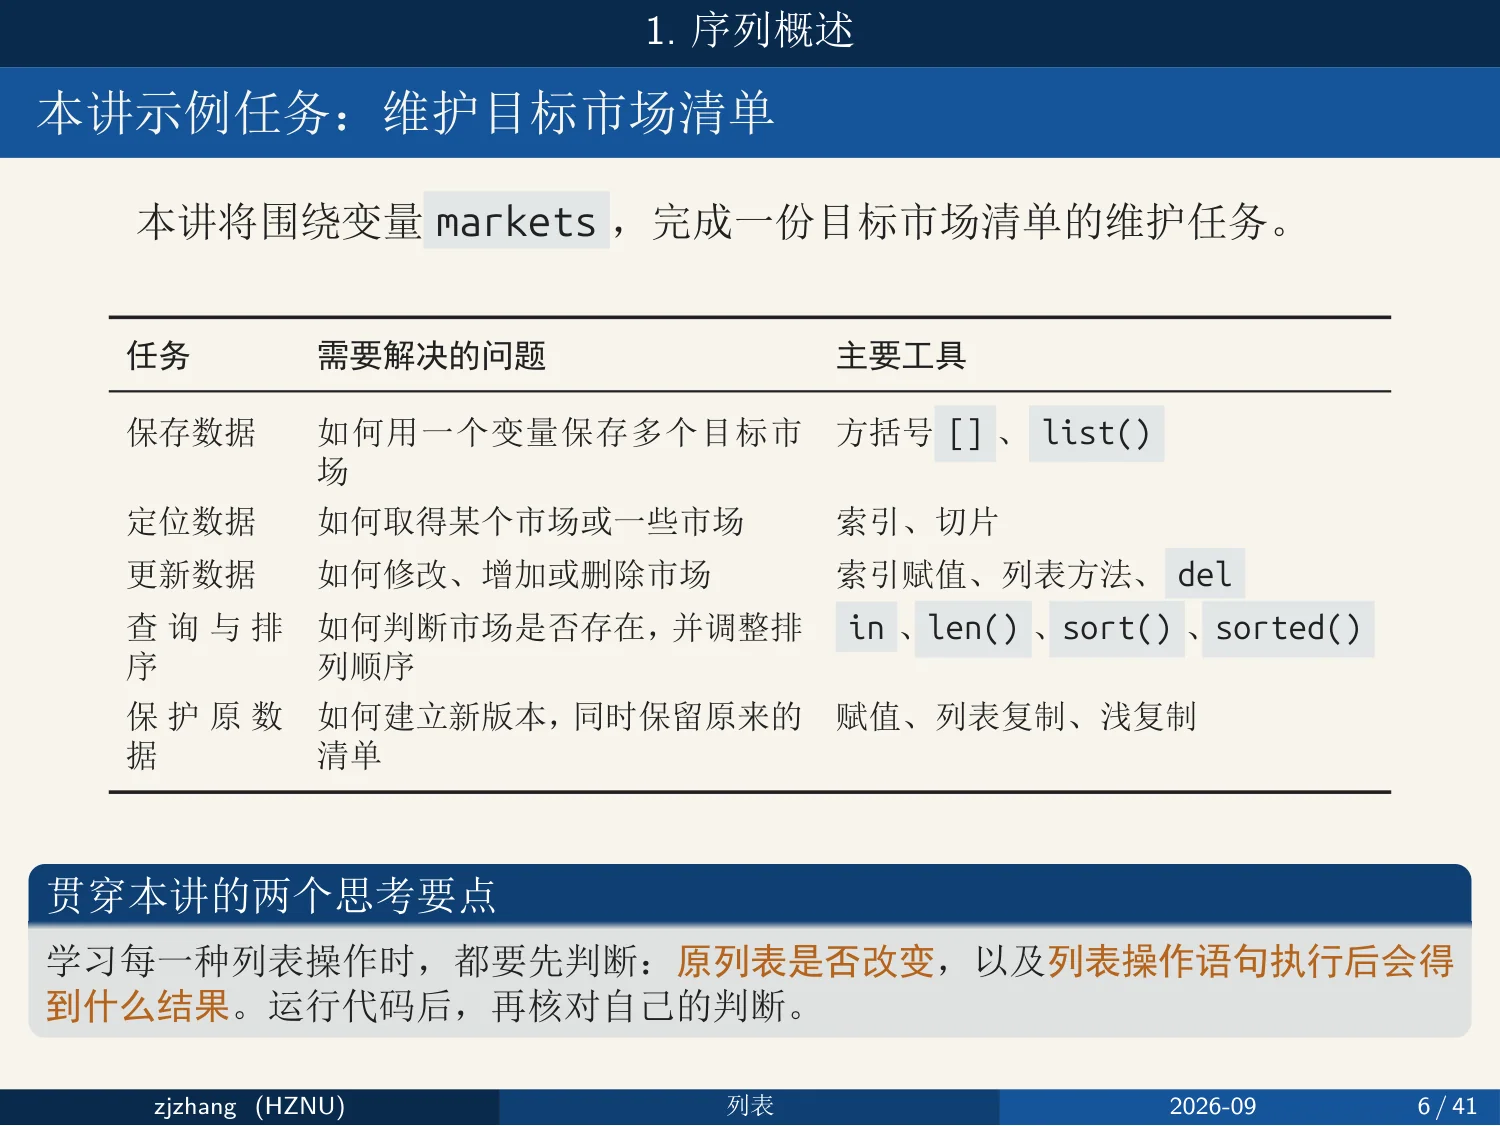 1. 序列概述
本讲示例任务：维护目标市场清单
本讲将围绕变量 markets ，完成一份目标市场清单的维护任务。
任务 需要解决的问题 主要工具
保存数据 如何用一个变量保存多个目标市 方括号 [] 、 list()
场
定位数据 如何取得某个市场或一些市场 索引、切片
更新数据 如何修改、增加或删除市场 索引赋值、列表方法、 del
查询与排 如何判断市场是否存在，并调整排 in 、 len() 、 sort() 、 sorted()
序 列顺序
保护原数 如何建立新版本，同时保留原来的 赋值、列表复制、浅复制
据 清单
贯穿本讲的两个思考要点
学习每一种列表操作时，都要先判断：原列表是否改变，以及列表操作语句执行后会得
到什么结果。运行代码后，再核对自己的判断。
zjzhang (HZNU) 列表 2026-09 6 / 41